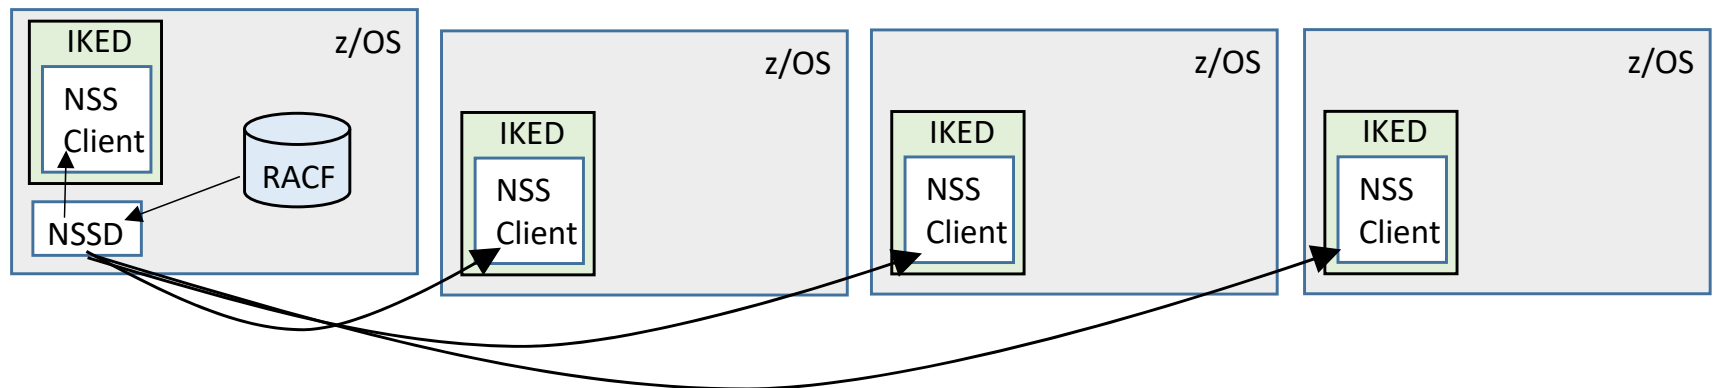 IKED
z/OS
NSS
Client
RACF
NSSD
z/OS
IKED
NSS
Client
z/OS
IKED
NSS
Client
z/OS
IKED
NSS
Client